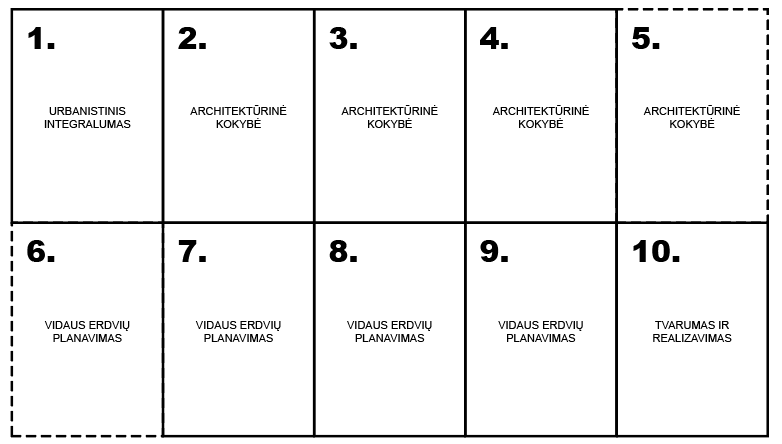 1.
URBANISTINIS
INTEGRALUMAS
2.
ARCHITEKTŪRINĖ
KOKYBĖ
3.
ARCHITEKTŪRINĖ
KOKYBĖ
4.
ARCHITEKTŪRINĖ
KOKYBĖ
5.
ARCHITEKTŪRINĖ
KOKYBĖ
6.
VIDAUS ERDVIŲ
PLANAVIMAS
7.
VIDAUS ERDVIŲ
PLANAVIMAS
8.
VIDAUS ERDVIŲ
PLANAVIMAS
9.
VIDAUS ERDVIŲ
PLANAVIMAS
10.
TVARUMAS IR
REALIZAVIMAS